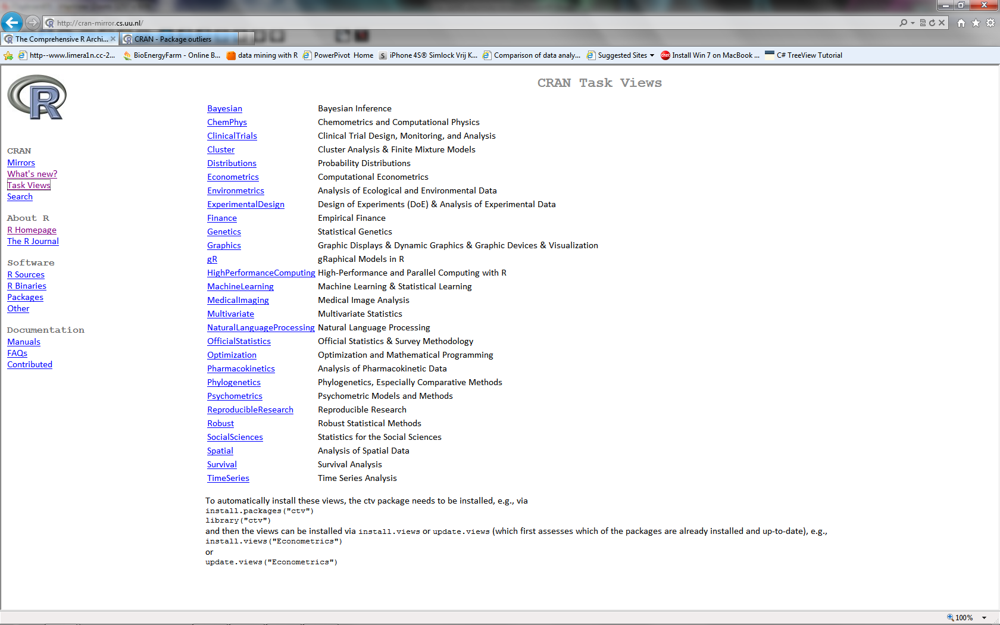 http://cran-mirror.cs.uu.nl/
The Comprehensive R Archi...
CRAN - Package outliers
http--www.limera1n.cc-2...
BioEnergyFarm - Online B...
data mining with R
PowerPivot Home
iPhone 4S® Simlock Vrij K...
Comparison of data analy...
Suggested Sites
Install Win 7 on MacBook ...
C# TreeView Tutorial
R
CRAN
Mirrors
What's new?
Task Views
Search
About R
R Homepage
The R Journal
Software
R Sources
R Binaries
Packages
Other
Documentation
Manuals
FAQs
Contributed
CRAN Task Views
Bayesian Bayesian Inference
ChemPhys Chemometrics and Computational Physics
ClinicalTrials Clinical Trial Design, Monitoring, and Analysis
Cluster Cluster Analysis & Finite Mixture Models
Distributions Probability Distributions
Econometrics Computational Econometrics
Environmetrics Analysis of Ecological and Environmental Data
ExperimentalDesign Design of Experiments (DoE) & Analysis of Experimental Data
Finance Empirical Finance
Genetics Statistical Genetics
Graphics Graphic Displays & Dynamic Graphics & Graphic Devices & Visualization
gR gRaphical Models in R
HighPerformanceComputing High-Performance and Parallel Computing with R
MachineLearning Machine Learning & Statistical Learning
MedicalImaging Medical Image Analysis
Multivariate Multivariate Statistics
NaturalLanguageProcessing Natural Language Processing
OfficialStatistics Official Statistics & Survey Methodology
Optimization Optimization and Mathematical Programming
Pharmacokinetics Analysis of Pharmacokinetic Data
Phylogenetics Phylogenetics, Especially Comparative Methods
Psychometrics Psychometric Models and Methods
ReproducibleResearch Reproducible Research
Robust Robust Statistical Methods
SocialSciences Statistics for the Social Sciences
Spatial Analysis of Spatial Data
Survival Survival Analysis
TimeSeries Time Series Analysis
To automatically install these views, the ctv package needs to be installed, e.g., via
install.packages("ctv")
library("ctv")
and then the views can be installed via install.views or update.views (which first assesses which of the packages are already installed and up-to-date), e.g.,
install.views("Econometrics")
or
update.views("Econometrics")
100%